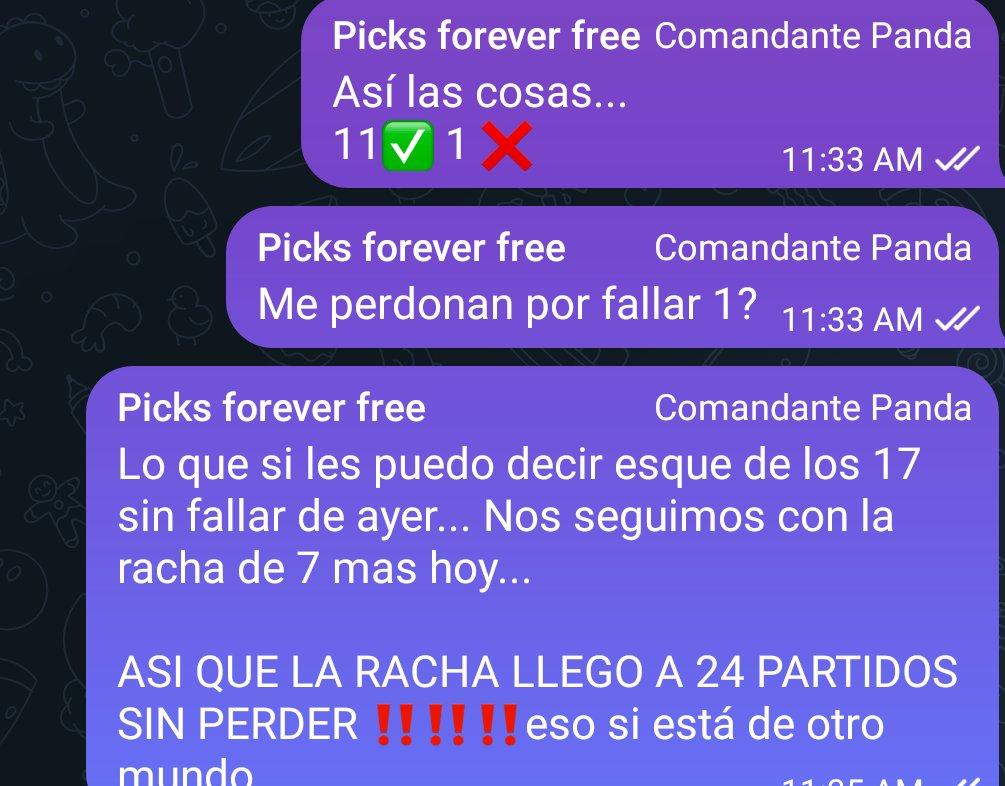 Picks forever free Comandante Panda
Así las cosas...
11✅ 1 ❌
11:33 AM
Picks forever free Comandante Panda
Me perdonan por fallar 1? 11:33 AM
Picks forever free Comandante Panda
Lo que si les puedo decir esque de los 17
sin fallar de ayer... Nos seguimos con la
racha de 7 mas hoy...
ASI QUE LA RACHA LLEGO A 24 PARTIDOS
SIN PERDER ‼️‼️‼️eso si está de otro
mundo